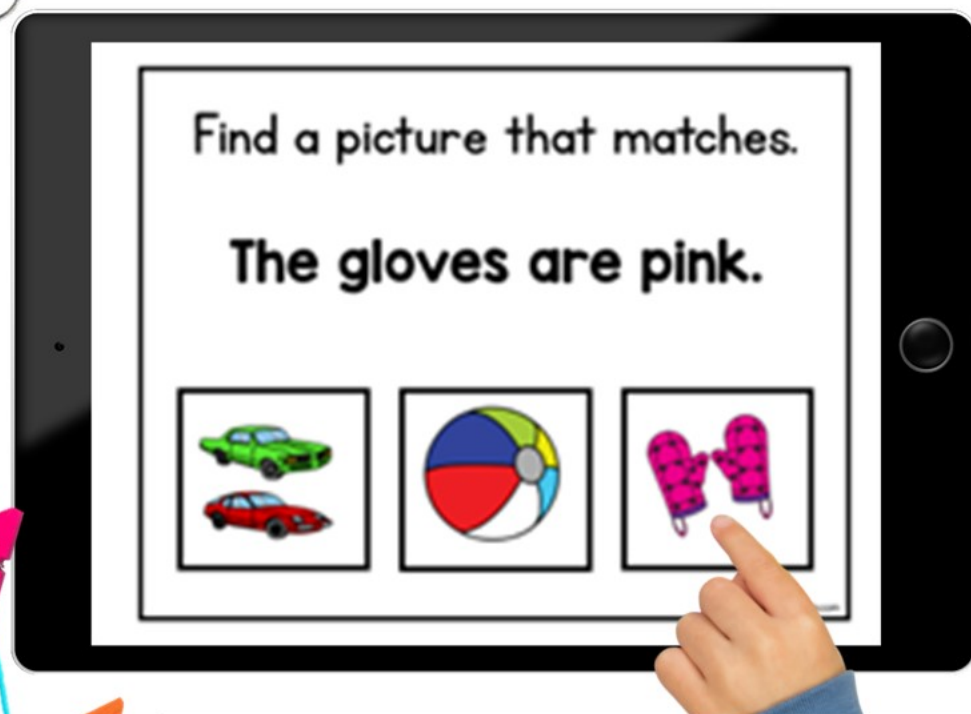 Find a picture that matches.
The gloves are pink.